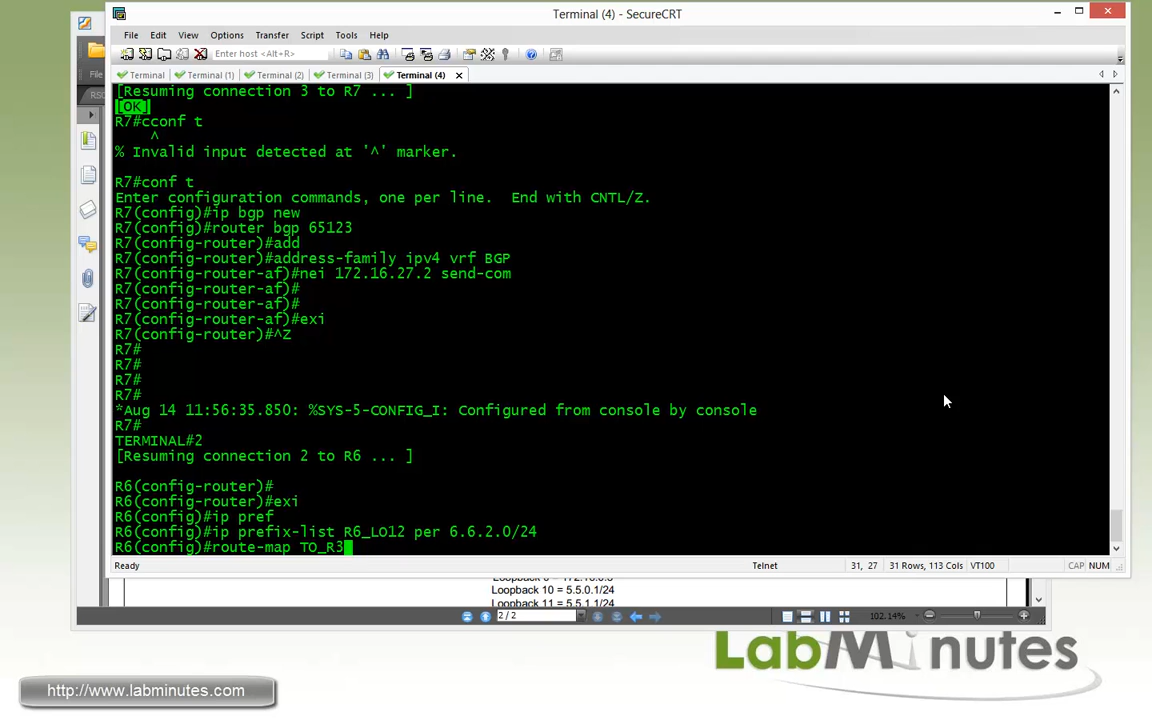 Terminal (4) - SecureCRT
File Edit View Options Transfer Script Tools Help
Enter host <Alt+R>
Terminal Terminal (1) Terminal (2) Terminal (3) Terminal (4)
[Resuming connection 3 to R7 ... ]
[OK]
R7#cconf t
^
% Invalid input detected at '^' marker.
R7#conf t
Enter configuration commands, one per line.  End with CNTL/Z.
R7(config)#ip bgp new
R7(config)#router bgp 65123
R7(config-router)#add
R7(config-router)#address-family ipv4 vrf BGP
R7(config-router-af)#nei 172.16.27.2 send-com
R7(config-router-af)#
R7(config-router-af)#
R7(config-router-af)#exi
R7(config-router)#^Z
R7#
R7#
R7#
R7#
*Aug 14 11:56:35.850: %SYS-5-CONFIG_I: Configured from console by console
R7#
TERMINAL#2
[Resuming connection 2 to R6 ... ]
R6(config-router)#
R6(config-router)#exi
R6(config)#ip pref
R6(config)#ip prefix-list R6_LO12 per 6.6.2.0/24
R6(config)#route-map TO_R3
Ready Telnet 31, 27 31 Rows, 113 Cols VT100 CAP NUM
Loopback 10 = 5.5.0.1/24
Loopback 11 = 5.5.1.1/24
2 / 2 102.14%
LabMinutes
http://www.labminutes.com